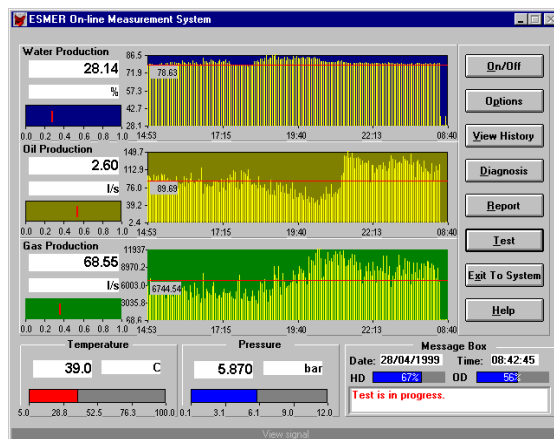 ESMER On-line Measurement System
Water Production
28.14
%
0.0 0.2 0.4 0.6 0.8 1.0
86.5
71.9
57.3
42.7
28.1
78.63
14:53 17:15 19:40 22:13 08:40
Oil Production
2.60
l/s
0.0 0.2 0.4 0.6 0.8 1.0
149.7
112.9
76.0
39.2
2.4
89.69
14:53 17:15 19:40 22:13 08:40
Gas Production
68.55
l/s
0.0 0.2 0.4 0.6 0.8 1.0
11937
8970.2
6003.0
3035.8
68.6
6744.54
14:53 17:15 19:40 22:13 08:40
On/Off
Options
View History
Diagnosis
Report
Test
Exit To System
Help
Temperature
39.0 C
5.0 28.8 52.5 76.3 100.0
Pressure
5.870 bar
0.1 3.1 6.1 9.0 12.0
Message Box
Date: 28/04/1999 Time: 08:42:45
HD 67% OD 56%
Test is in progress.
View signal